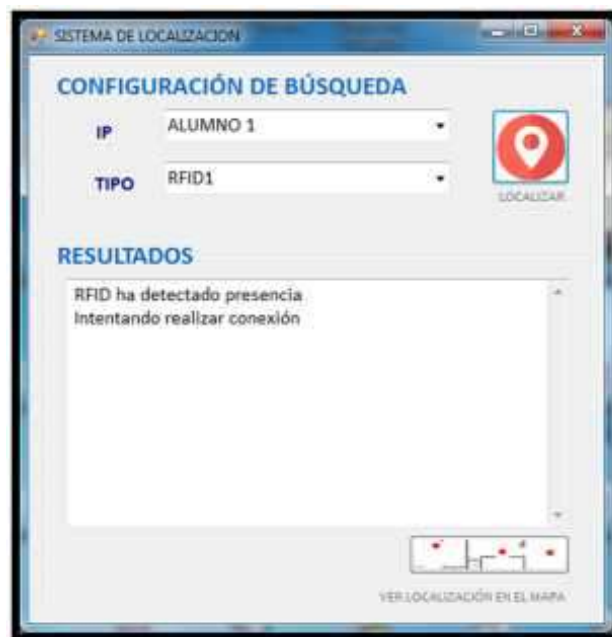 SISTEMA DE LOCALIZACION
CONFIGURACIÓN DE BÚSQUEDA
IP
ALUMNO 1
TIPO
RFID1
LOCALIZAR
RESULTADOS
RFID ha detectado presencia
Intentando realizar conexión
VER LOCALIZACIÓN EN EL MAPA